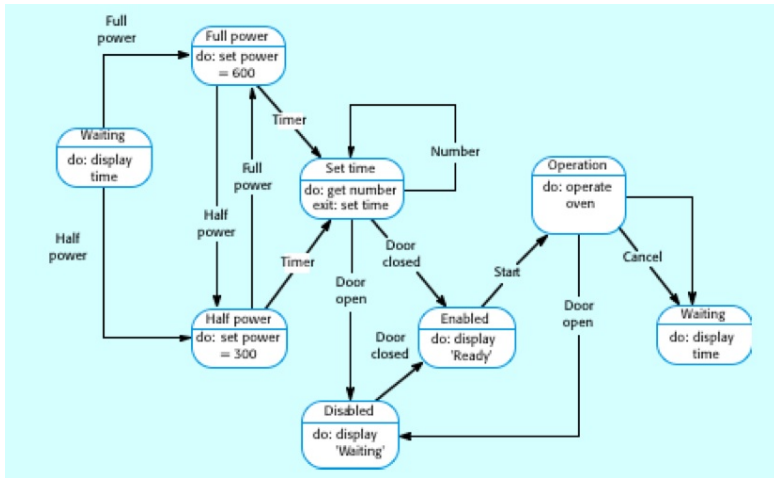 Full
power
Full power
do: set power
= 600
Timer
Waiting
do: display
time
Full
power
Half
power
Half
power
Set time
do: get number
exit: set time
Number
Operation
do: operate
oven
Timer
Door
closed
Door
open
Start
Cancel
Door
open
Half power
do: set power
= 300
Door
closed
Enabled
do: display
'Ready'
Waiting
do: display
time
Disabled
do: display
'Waiting'